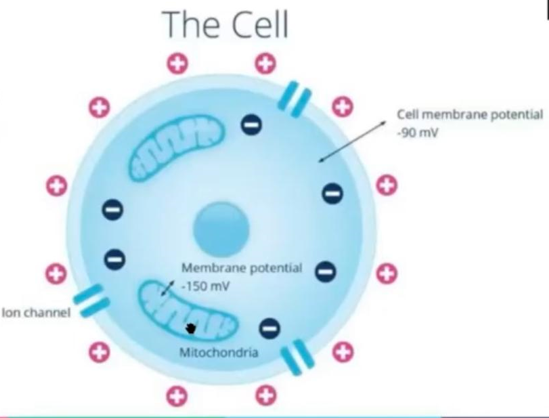 The Cell
Cell membrane potential
-90 mV
Membrane potential
-150 mV
Ion channel
Mitochondria